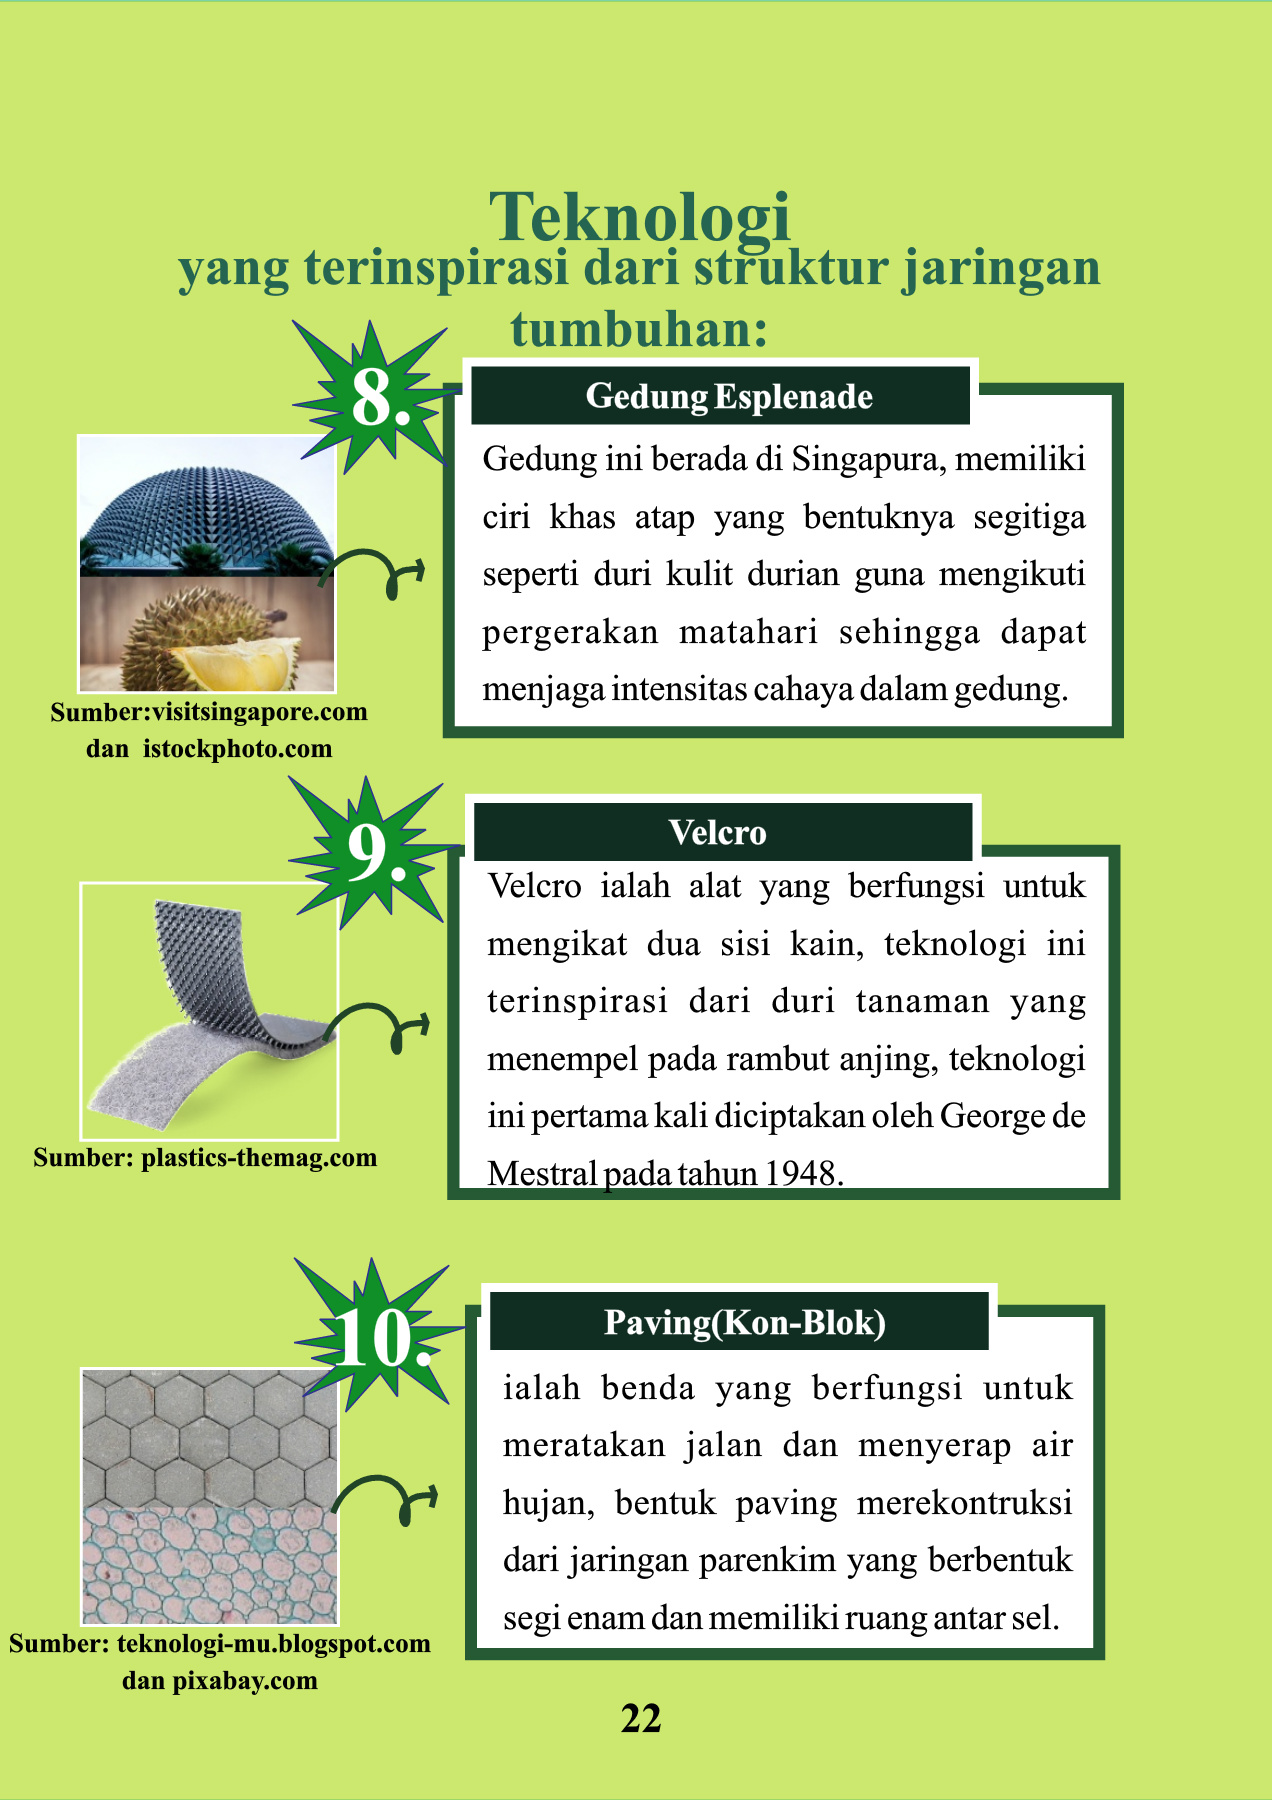 Teknologi
yang terinspirasi dari struktur jaringan
tumbuhan:
8.
Gedung Esplenade
Gedung ini berada di Singapura, memiliki
ciri khas atap yang bentuknya segitiga
seperti duri kulit durian guna mengikuti
pergerakan matahari sehingga dapat
menjaga intensitas cahaya dalam gedung.
Sumber:visitsingapore.com
dan istockphoto.com
9.
Velcro
Velcro ialah alat yang berfungsi untuk
mengikat dua sisi kain, teknologi ini
terinspirasi dari duri tanaman yang
menempel pada rambut anjing, teknologi
ini pertama kali diciptakan oleh George de
Mestral pada tahun 1948.
Sumber: plastics-themag.com
10.
Paving(Kon-Blok)
ialah benda yang berfungsi untuk
meratakan jalan dan menyerap air
hujan, bentuk paving merekontruksi
dari jaringan parenkim yang berbentuk
segi enam dan memiliki ruang antar sel.
Sumber: teknologi-mu.blogspot.com
dan pixabay.com
22